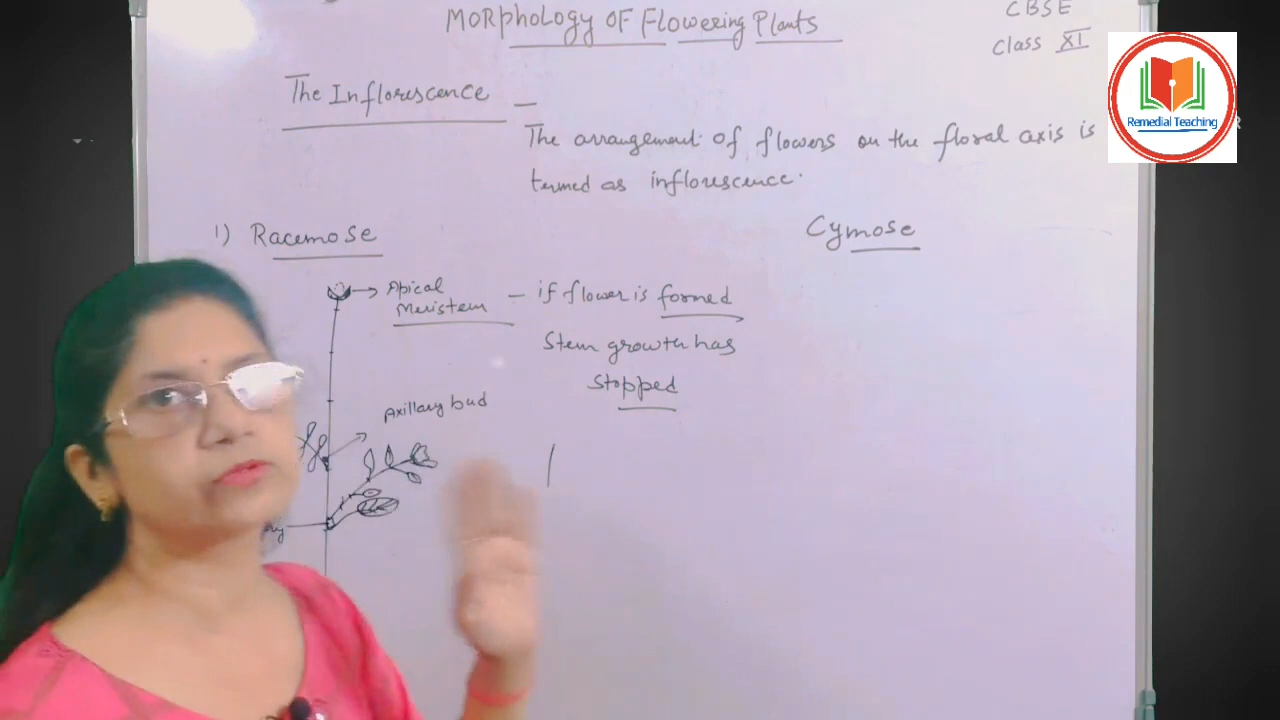 MORphology OF Flowering Plants
CBSE
Class XI
The Inflorescence –
The arrangement of flowers on the floral axis is
termed as inflorescence.
Remedial Teaching
R
1) Racemose
Cymose
→ Apical
Meristem – if flower is formed
Stem growth has
Stopped
Axillary bud